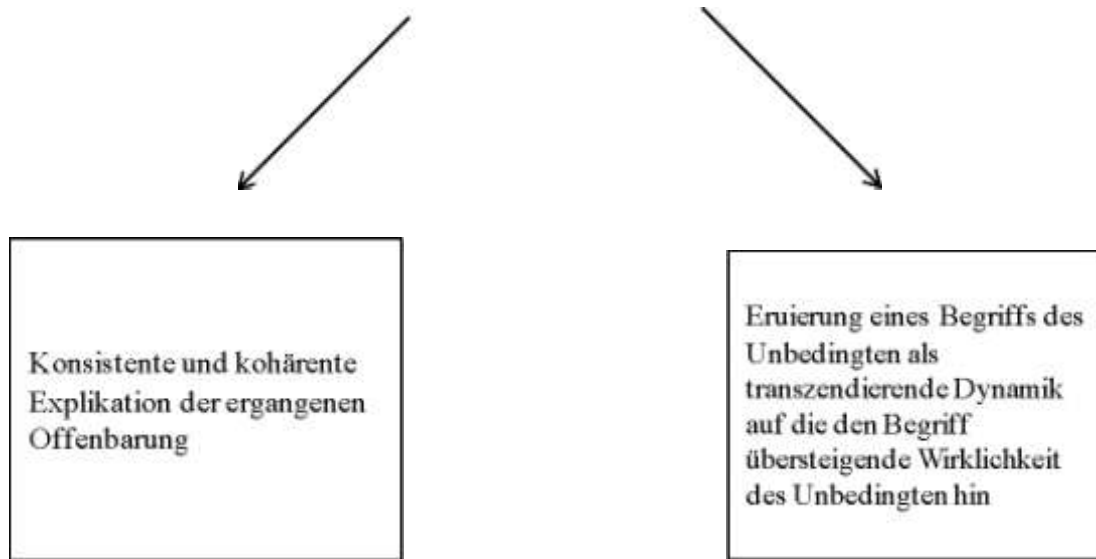 Konsistente und kohärente
Explikation der ergangenen
Offenbarung
Eruierung eines Begriffs des
Unbedingten als
transzendierende Dynamik
auf die den Begriff
übersteigende Wirklichkeit
des Unbedingten hin